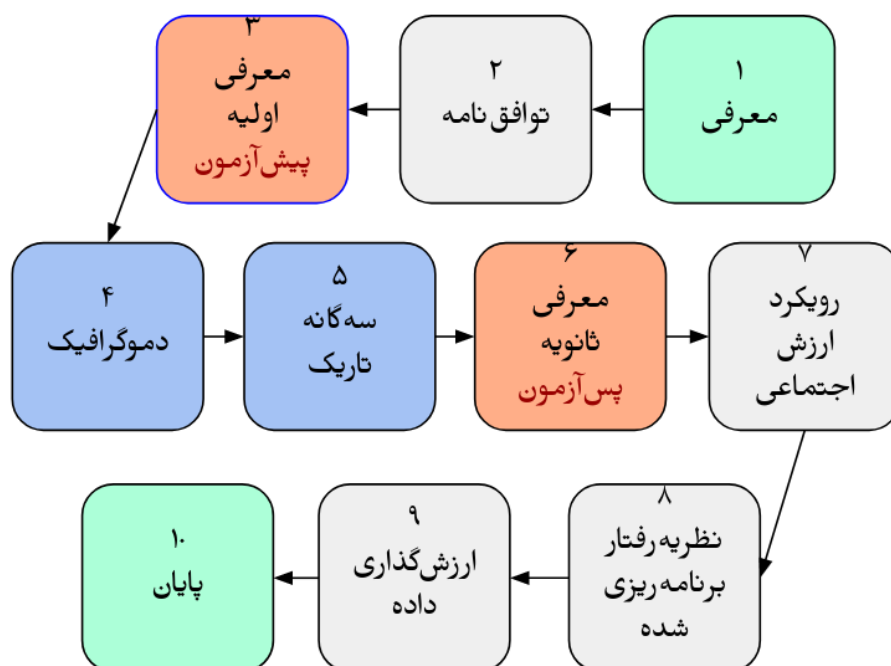 ۱
معرفی
۲
توافق‌نامه
۳
معرفی
اولیه
پیش‌آزمون
۴
دموگرافیک
۵
سه‌گانه
تاریک
۶
معرفی
ثانویه
پس‌آزمون
۷
رویکرد
ارزش
اجتماعی
۸
نظریه رفتار
برنامه‌ریزی
شده
۹
ارزش‌گذاری
داده
۱۰
پایان